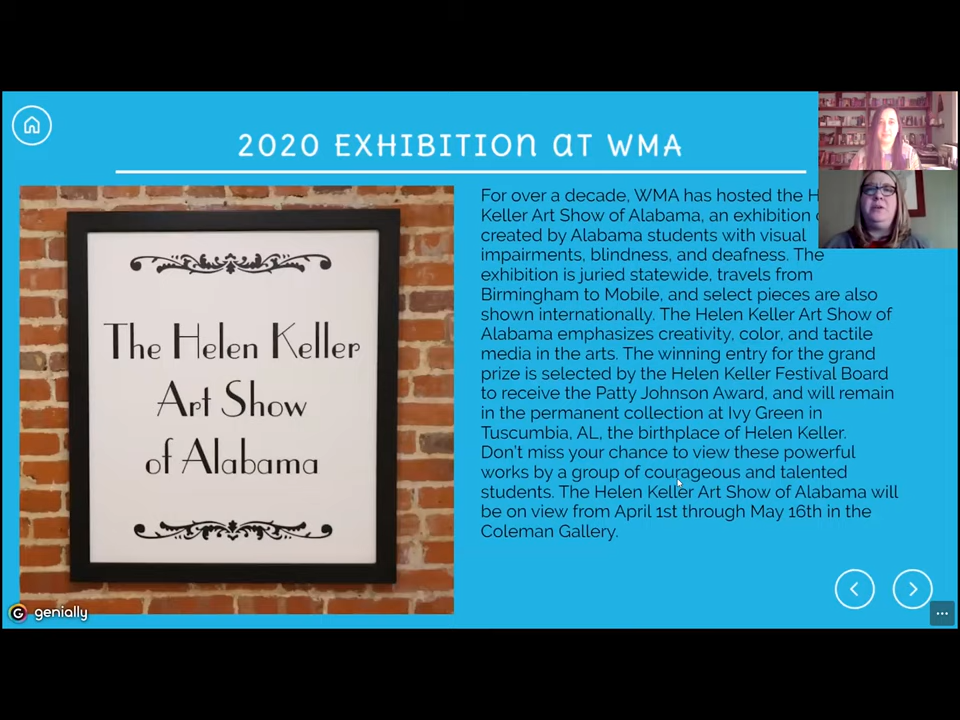 2020 EXHIBITION AT WMA
The Helen Keller
Art Show
of Alabama
For over a decade, WMA has hosted the H
Keller Art Show of Alabama, an exhibition
created by Alabama students with visual
impairments, blindness, and deafness. The
exhibition is juried statewide, travels from
Birmingham to Mobile, and select pieces are also
shown internationally. The Helen Keller Art Show of
Alabama emphasizes creativity, color, and tactile
media in the arts. The winning entry for the grand
prize is selected by the Helen Keller Festival Board
to receive the Patty Johnson Award, and will remain
in the permanent collection at Ivy Green in
Tuscumbia, AL, the birthplace of Helen Keller.
Don't miss your chance to view these powerful
works by a group of courageous and talented
students. The Helen Keller Art Show of Alabama will
be on view from April 1st through May 16th in the
Coleman Gallery.
genially